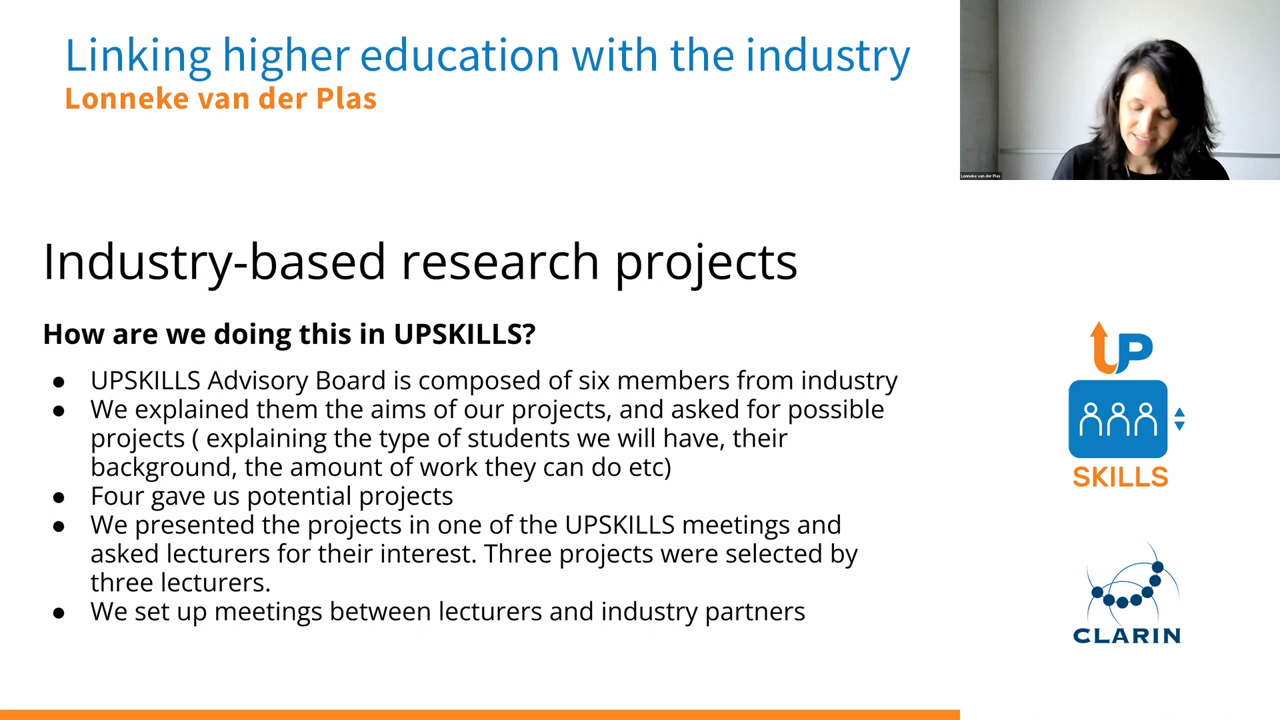 Linking higher education with the industry
Lonneke van der Plas
Lonneke van der Plas
Industry-based research projects
How are we doing this in UPSKILLS?
● UPSKILLS Advisory Board is composed of six members from industry
● We explained them the aims of our projects, and asked for possible
projects ( explaining the type of students we will have, their
background, the amount of work they can do etc)
● Four gave us potential projects
● We presented the projects in one of the UPSKILLS meetings and
asked lecturers for their interest. Three projects were selected by
three lecturers.
● We set up meetings between lecturers and industry partners
UP
SKILLS
CLARIN